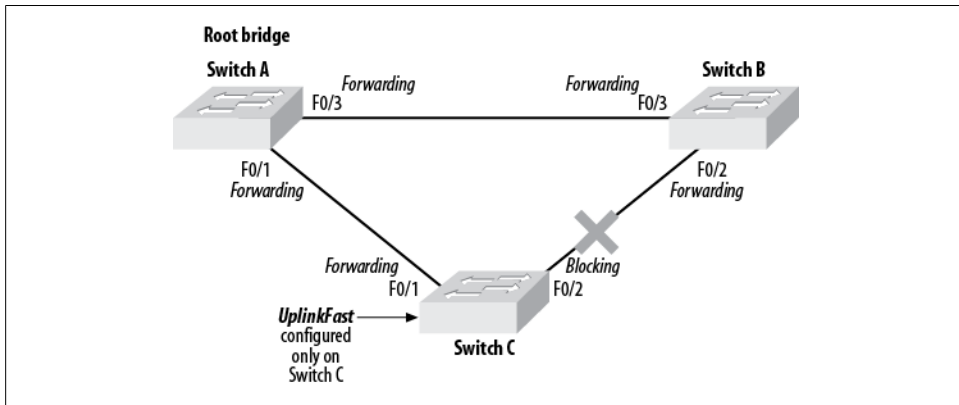 Root bridge
Switch A
Switch B
Forwarding
Forwarding
F0/3
F0/3
F0/1
Forwarding
F0/2
Forwarding
Forwarding
F0/1
Blocking
F0/2
UplinkFast
configured
only on
Switch C
Switch C